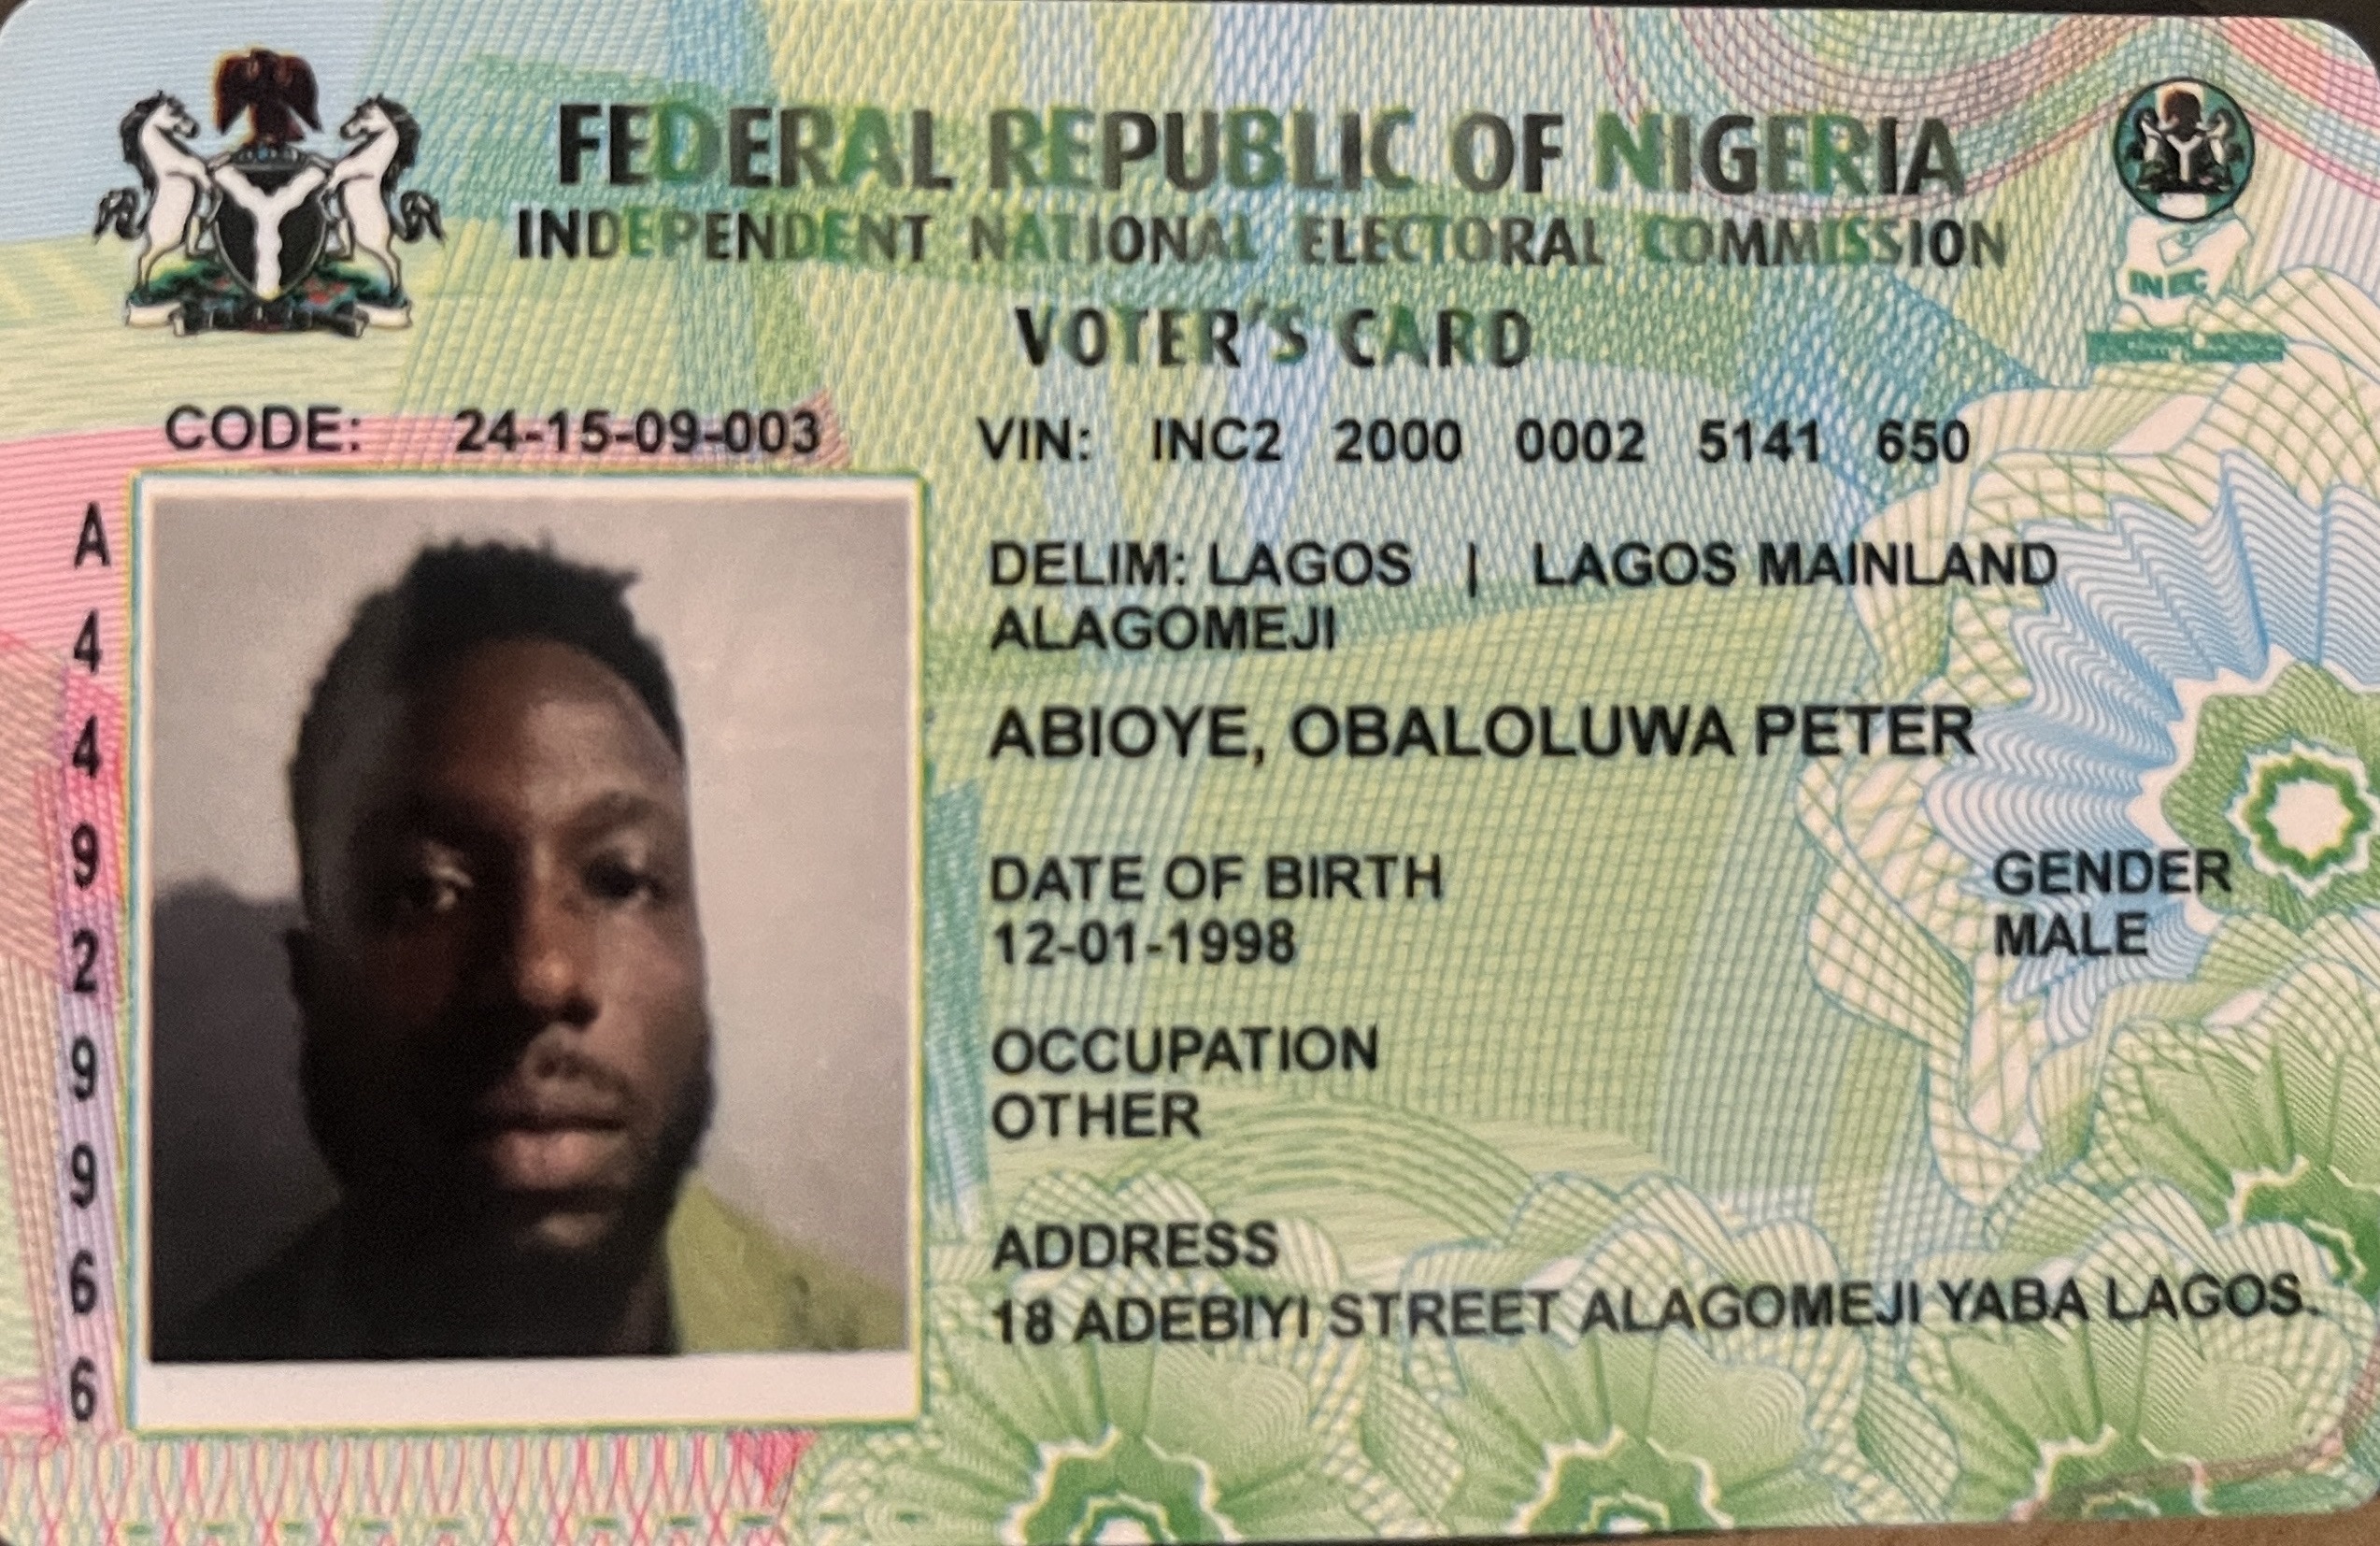 FEDERAL REPUBLIC OF NIGERIA
INDEPENDENT NATIONAL ELECTORAL COMMISSION
INEC
VOTER'S CARD
CODE: 24-15-09-003
VIN: INC2 2000 0002 5141 650
DELIM: LAGOS | LAGOS MAINLAND
ALAGOMEJI
ABIOYE, OBALOLUWA PETER
DATE OF BIRTH
12-01-1998
GENDER
MALE
OCCUPATION
OTHER
ADDRESS
18 ADEBIYI STREET ALAGOMEJI YABA LAGOS.
A
4
4
9
2
9
9
6
6